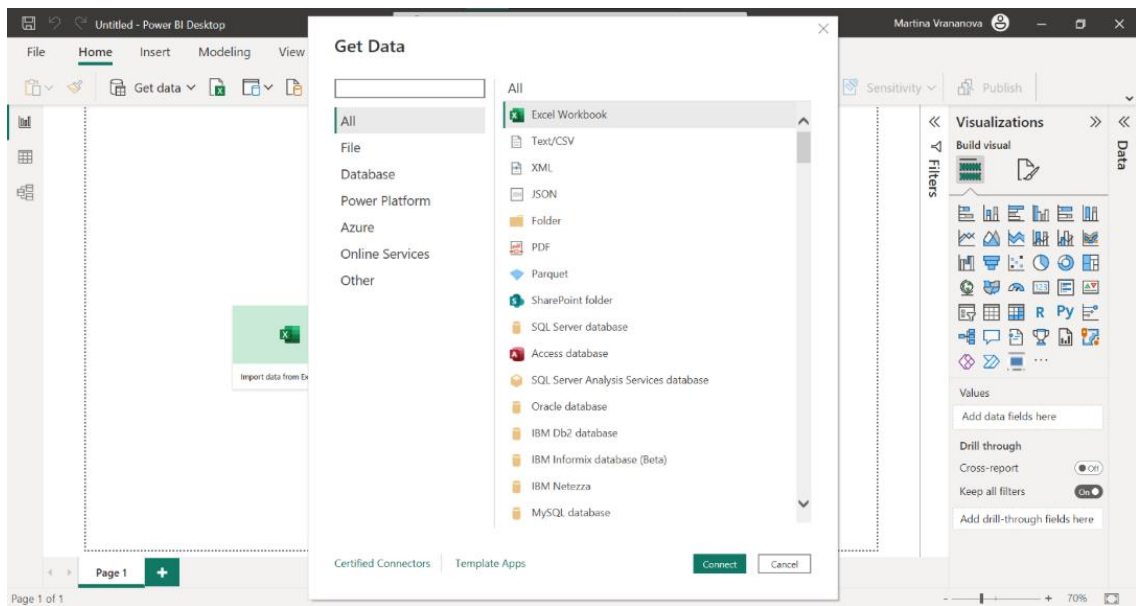 Untitled - Power BI Desktop
Martina Vrananova
File Home Insert Modeling View
Get data
Sensitivity
Publish
Get Data
All
File
Database
Power Platform
Azure
Online Services
Other
All
Excel Workbook
Text/CSV
XML
JSON
Folder
PDF
Parquet
SharePoint folder
SQL Server database
Access database
SQL Server Analysis Services database
Oracle database
IBM Db2 database
IBM Informix database (Beta)
IBM Netezza
MySQL database
Certified Connectors
Template Apps
Connect
Cancel
Import data from Ex
Filters
Visualizations
Build visual
123
R
Py
Values
Add data fields here
Drill through
Cross-report
Off
Keep all filters
On
Add drill-through fields here
Data
Page 1
Page 1 of 1
70%